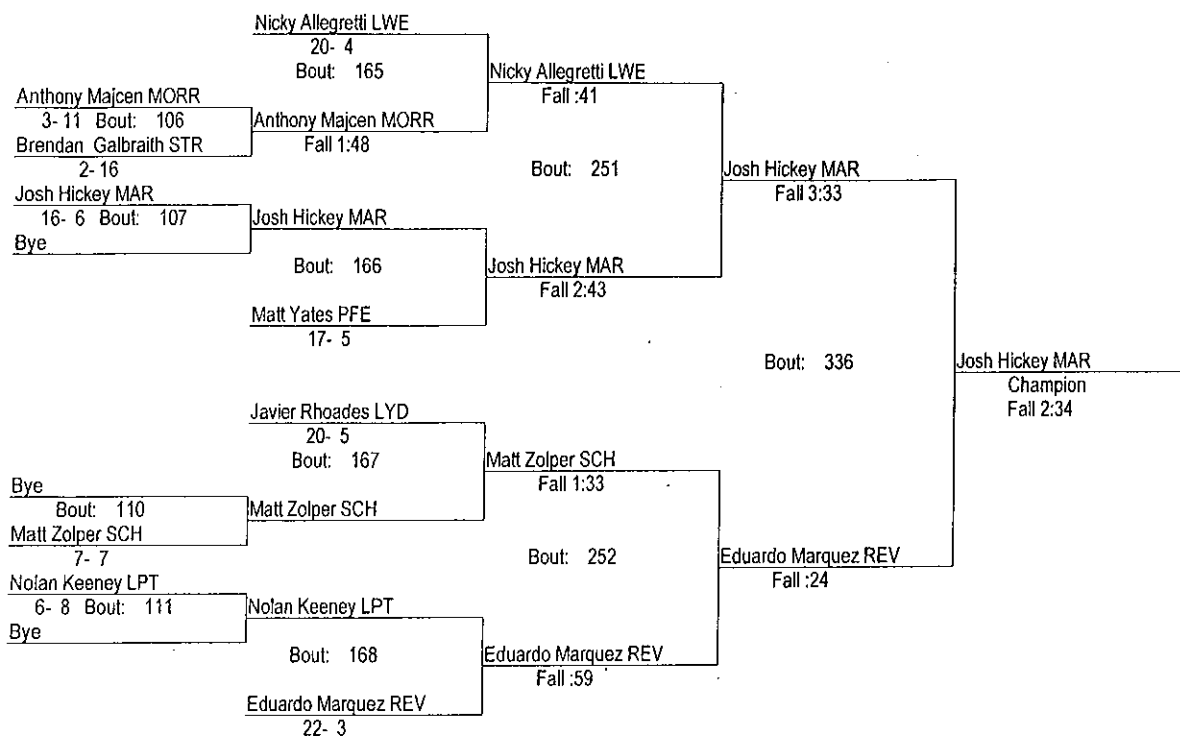 Nicky Allegretti LWE
20- 4
Bout: 165
Nicky Allegretti LWE
Fall :41
Anthony Majcen MORR
3- 11 Bout: 106
Anthony Majcen MORR
Fall 1:48
Brendan Galbraith STR
2- 16
Bout: 251
Josh Hickey MAR
Fall 3:33
Josh Hickey MAR
16- 6 Bout: 107
Josh Hickey MAR
Bye
Bout: 166
Josh Hickey MAR
Fall 2:43
Matt Yates PFE
17- 5
Bout: 336
Josh Hickey MAR
Champion
Fall 2:34
Javier Rhoades LYD
20- 5
Bout: 167
Matt Zolper SCH
Fall 1:33
Bye
Bout: 110
Matt Zolper SCH
Matt Zolper SCH
7- 7
Bout: 252
Eduardo Marquez REV
Fall :24
Nolan Keeney LPT
6- 8 Bout: 111
Nolan Keeney LPT
Bye
Bout: 168
Eduardo Marquez REV
Fall :59
Eduardo Marquez REV
22- 3